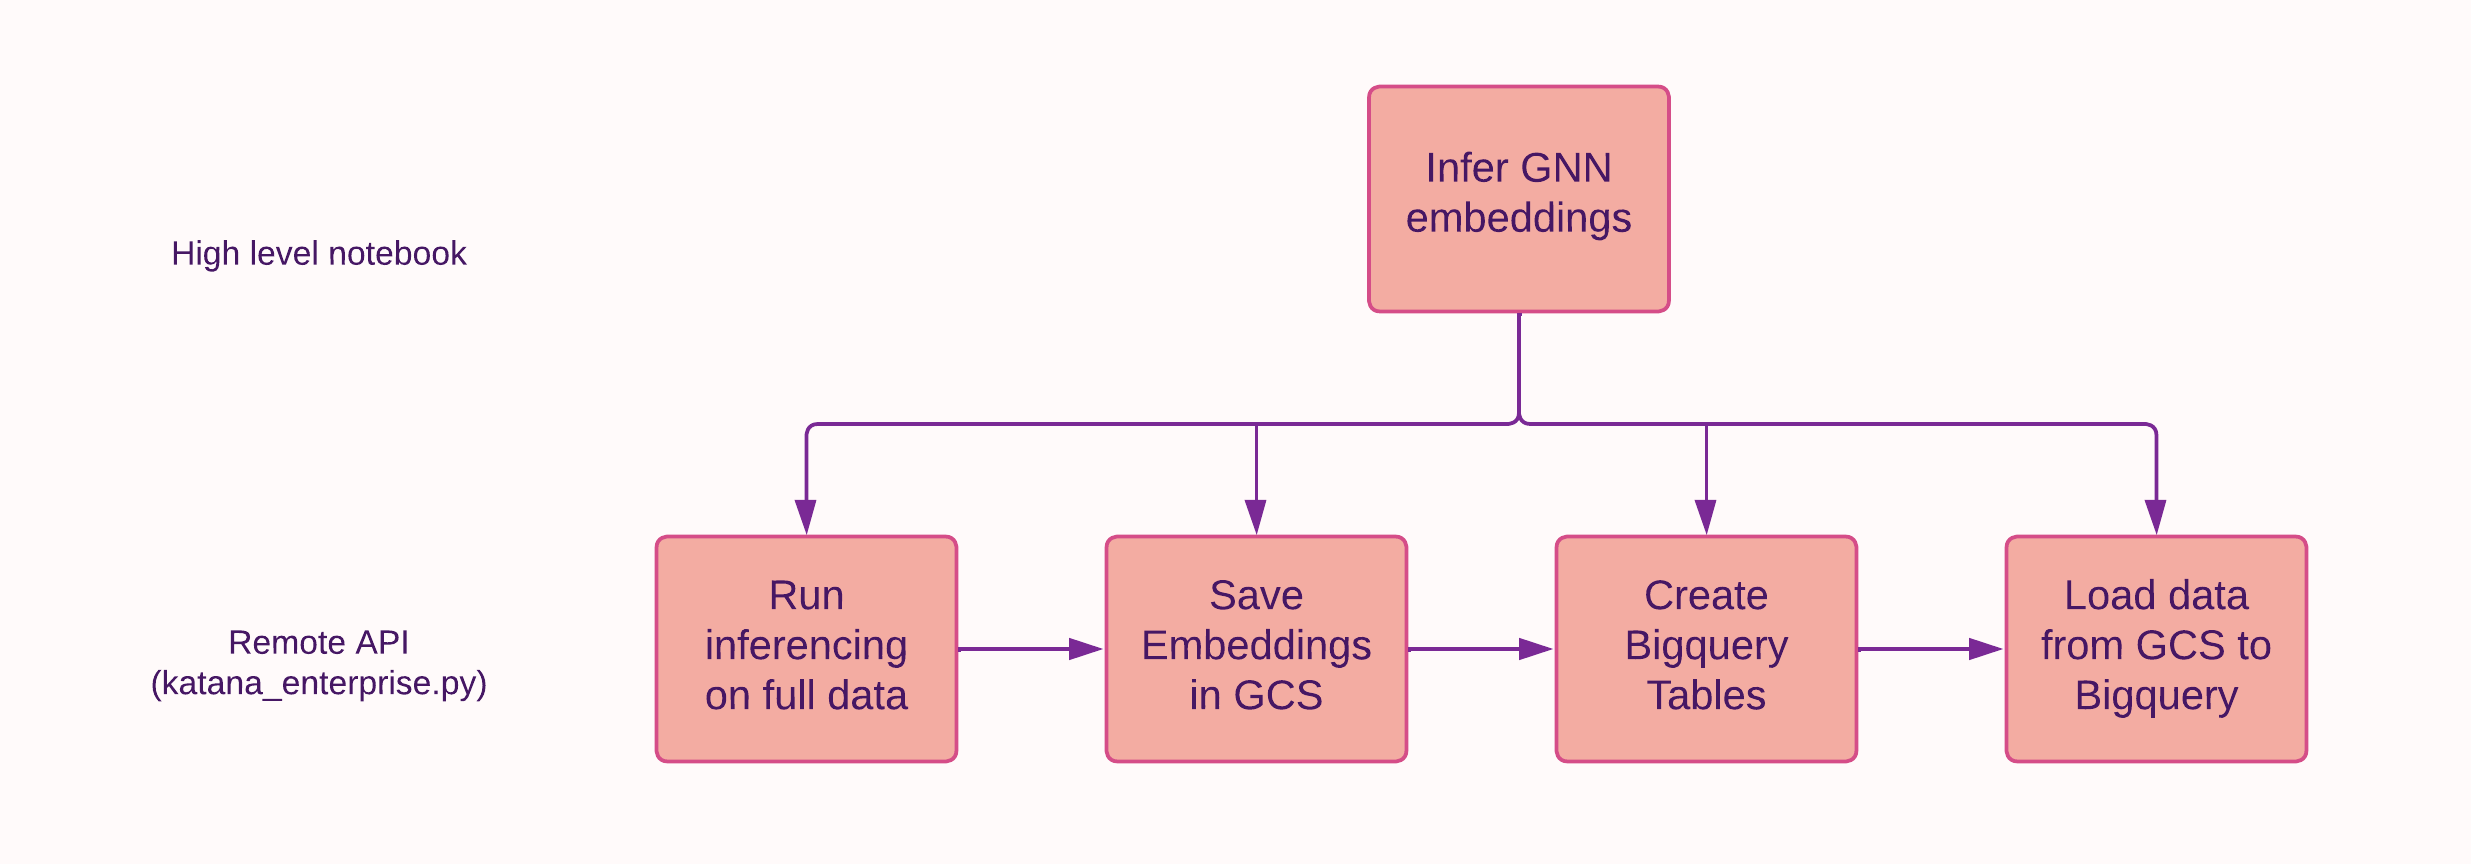 Infer GNN
embeddings
High level notebook
Run
inferencing
on full data
Save
Embeddings
in GCS
Create
Bigquery
Tables
Load data
from GCS to
Bigquery
Remote API
(katana_enterprise.py)